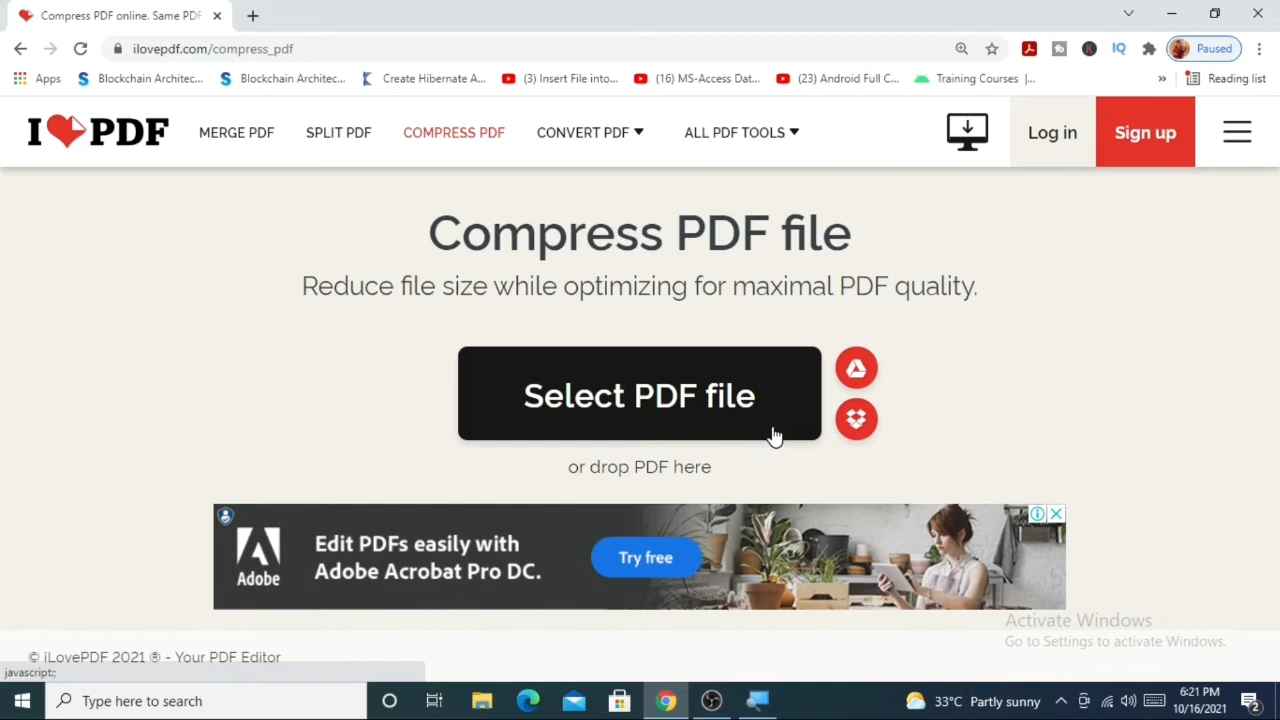 Compress PDF online. Same PDF
ilovepdf.com/compress_pdf
Paused
Apps
Blockchain Architec...
Blockchain Architec...
Create Hibernate A...
(3) Insert File into...
(16) MS-Access Dat...
(23) Android Full C...
Training Courses |...
»
Reading list
I PDF
MERGE PDF
SPLIT PDF
COMPRESS PDF
CONVERT PDF
ALL PDF TOOLS
Log in
Sign up
Compress PDF file
Reduce file size while optimizing for maximal PDF quality.
Select PDF file
or drop PDF here
Adobe
Edit PDFs easily with
Adobe Acrobat Pro DC.
Try free
Activate Windows
Go to Settings to activate Windows.
© iLovePDF 2021 ® - Your PDF Editor
javascript:;
Type here to search
33°C Partly sunny
6:21 PM
10/16/2021
2